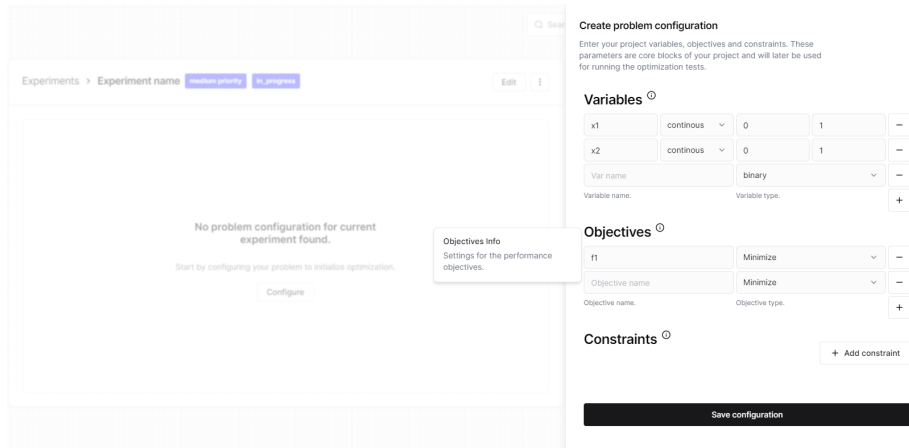 Create problem configuration
Enter your project variables, objectives and constraints. These
parameters are core blocks of your project and will later be used
for running the optimization tests.
Experiments > Experiment name medium priority in_progress
Edit
Variables
x1 continous 0 1
x2 continous 0 1
Var name binary
Variable name. Variable type.
No problem configuration for current
experiment found.
Start by configuring your problem to initialize optimization.
Configure
Objectives Info
Settings for the performance
objectives.
Objectives
f1 Minimize
Objective name Minimize
Objective name. Objective type.
Constraints
+ Add constraint
Save configuration